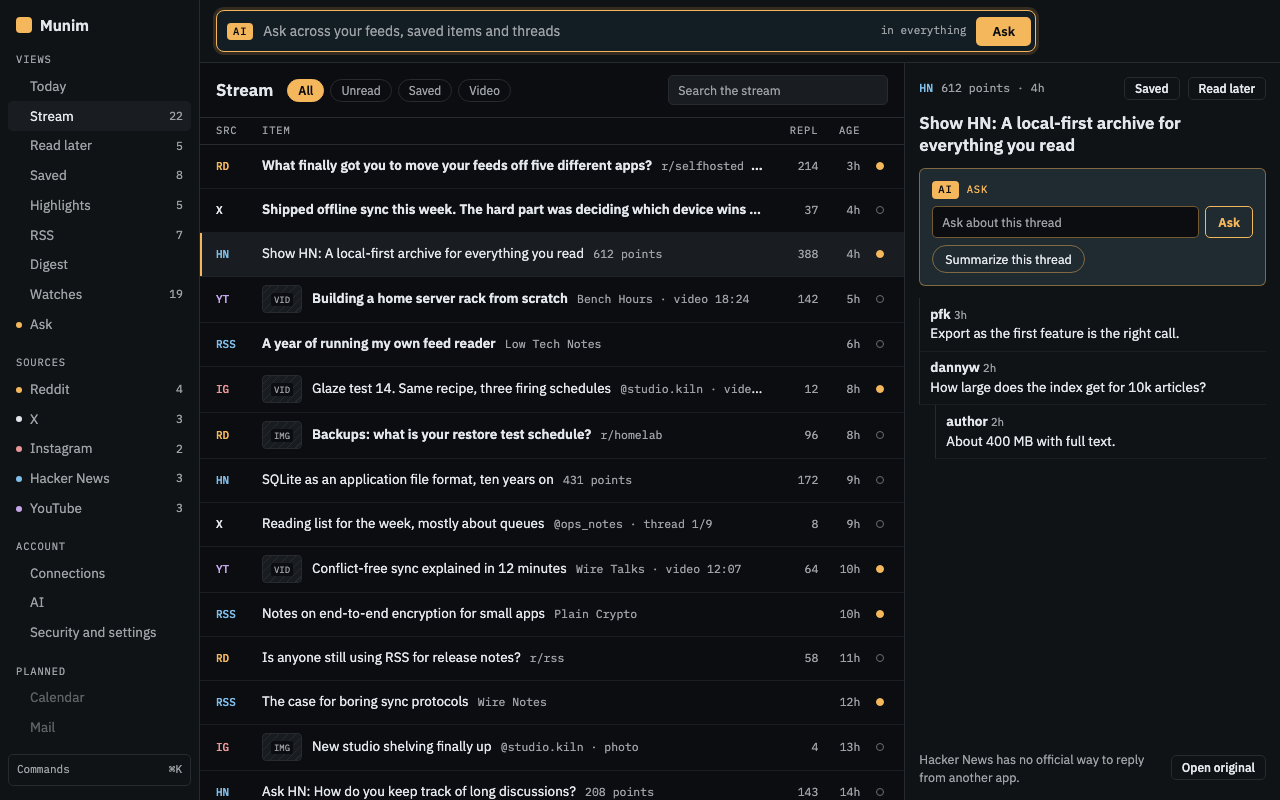 Munim
VIEWS
Today
Stream 22
Read later 5
Saved 8
Highlights 5
RSS 7
Digest
Watches 19
Ask
SOURCES
Reddit 4
X 3
Instagram 2
Hacker News 3
YouTube 3
ACCOUNT
Connections
AI
Security and settings
PLANNED
Calendar
Mail
Commands ⌘K
AI Ask across your feeds, saved items and threads in everything Ask
Stream All Unread Saved Video Search the stream
SRC ITEM REPL AGE
RD What finally got you to move your feeds off five different apps? r/selfhosted ... 214 3h
X Shipped offline sync this week. The hard part was deciding which device wins ... 37 4h
HN Show HN: A local-first archive for everything you read 612 points 388 4h
YT VID Building a home server rack from scratch Bench Hours · video 18:24 142 5h
RSS A year of running my own feed reader Low Tech Notes 6h
IG VID Glaze test 14. Same recipe, three firing schedules @studio.kiln · vide... 12 8h
RD IMG Backups: what is your restore test schedule? r/homelab 96 8h
HN SQLite as an application file format, ten years on 431 points 172 9h
X Reading list for the week, mostly about queues @ops_notes · thread 1/9 8 9h
YT VID Conflict-free sync explained in 12 minutes Wire Talks · video 12:07 64 10h
RSS Notes on end-to-end encryption for small apps Plain Crypto 10h
RD Is anyone still using RSS for release notes? r/rss 58 11h
RSS The case for boring sync protocols Wire Notes 12h
IG IMG New studio shelving finally up @studio.kiln · photo 4 13h
HN Ask HN: How do you keep track of long discussions? 208 points 143 14h
HN 612 points · 4h Saved Read later
Show HN: A local-first archive for
everything you read
AI ASK
Ask about this thread Ask
Summarize this thread
pfk 3h
Export as the first feature is the right call.
dannyw 2h
How large does the index get for 10k articles?
author 2h
About 400 MB with full text.
Hacker News has no official way to reply
from another app.
Open original